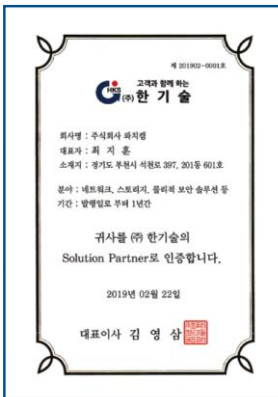 제 201902-0001호
HKS
고객과 함께 하는
(주) 한 기 술
회사명 : 주식회사 와치캠
대표자 : 최 지 훈
소재지 : 경기도 부천시 석천로 397, 201동 601호
분야 : 네트워크, 스토리지, 물리적 보안 솔루션 등
기간 : 발행일로 부터 1년간
귀사를 ㈜ 한기술의
Solution Partner로 인증합니다.
2019년 02월 22일
대표이사 김 영 삼